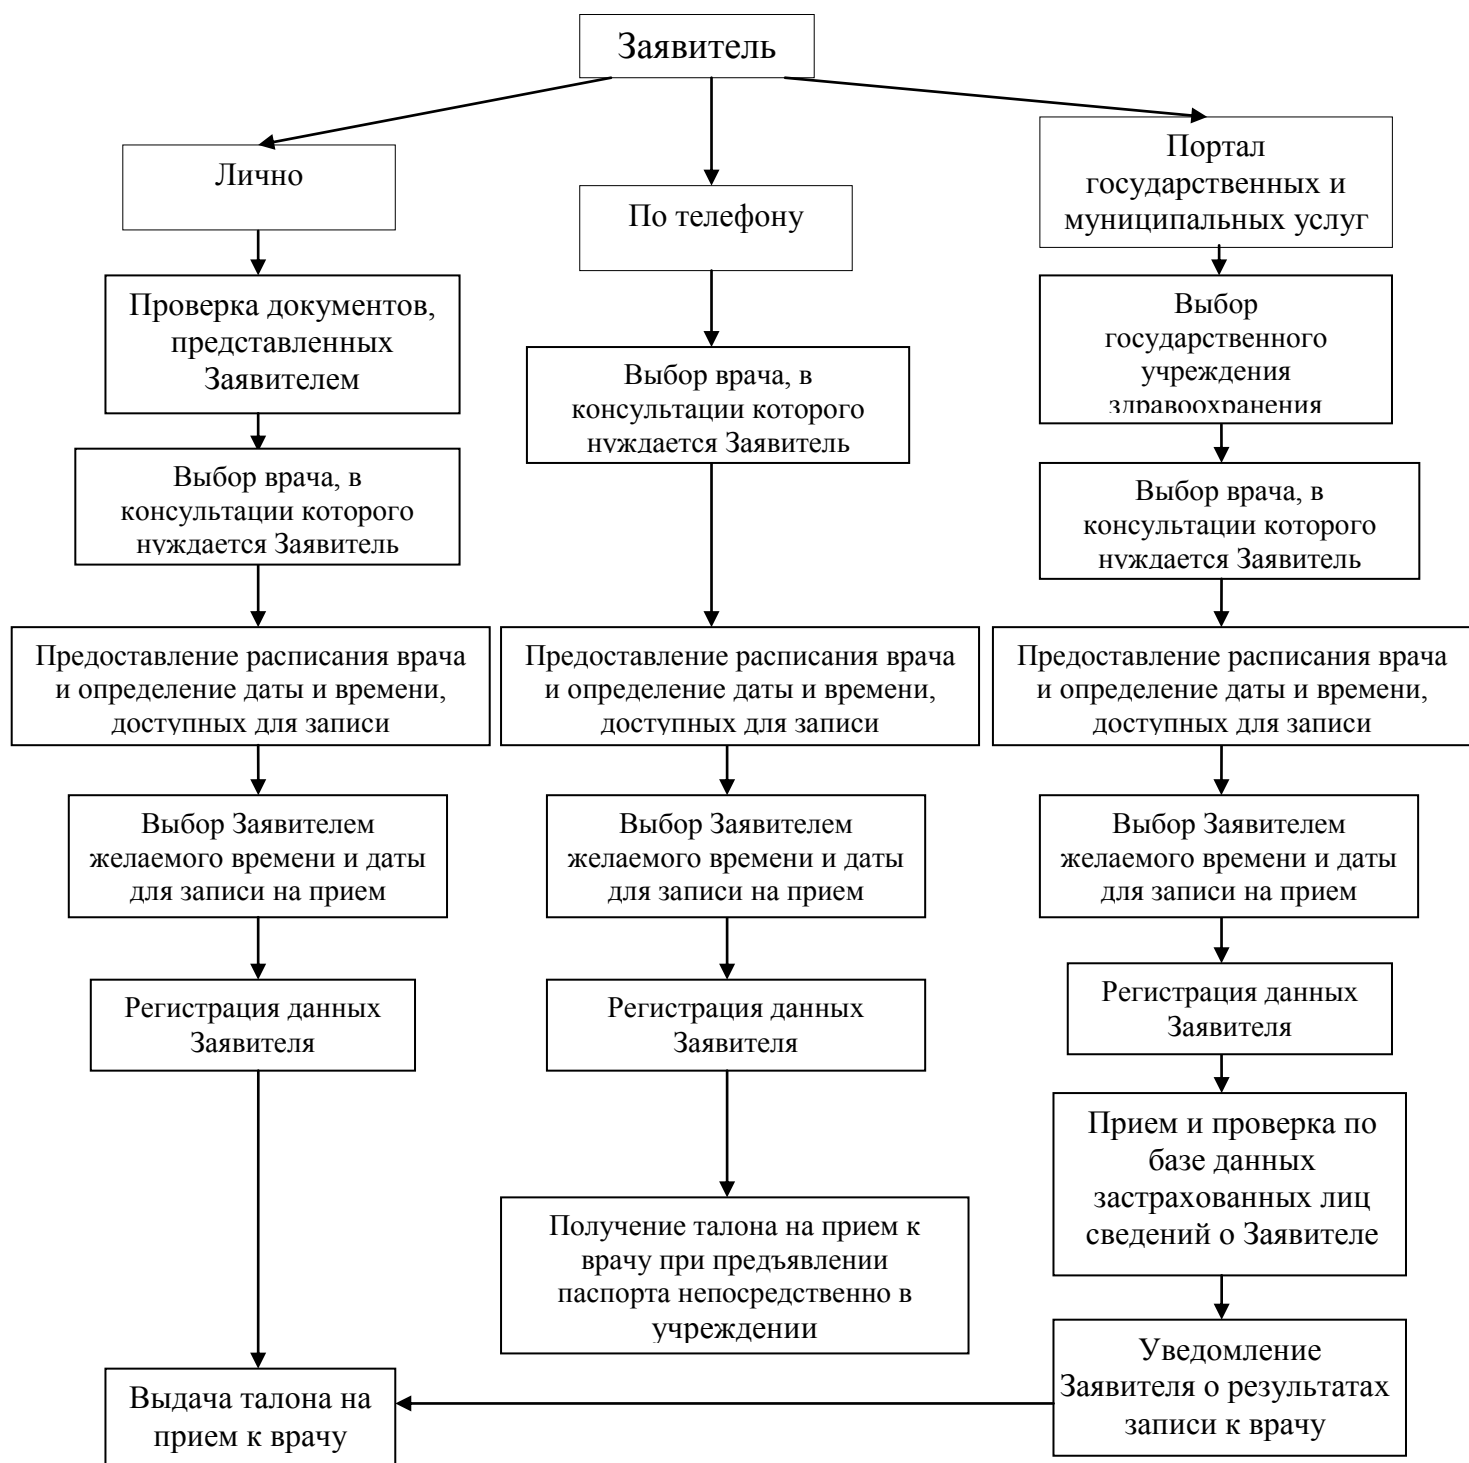 Заявитель
Лично
По телефону
Портал
государственных и
муниципальных услуг
Проверка документов,
представленных
Заявителем
Выбор врача, в
консультации которого
нуждается Заявитель
Выбор
государственного
учреждения
здравоохранения
Выбор врача, в
консультации которого
нуждается Заявитель
Выбор врача, в
консультации которого
нуждается Заявитель
Предоставление расписания врача
и определение даты и времени,
доступных для записи
Предоставление расписания врача
и определение даты и времени,
доступных для записи
Предоставление расписания врача
и определение даты и времени,
доступных для записи
Выбор Заявителем
желаемого времени и даты
для записи на прием
Выбор Заявителем
желаемого времени и даты
для записи на прием
Выбор Заявителем
желаемого времени и даты
для записи на прием
Регистрация данных
Заявителя
Регистрация данных
Заявителя
Регистрация данных
Заявителя
Прием и проверка по
базе данных
застрахованных лиц
сведений о Заявителе
Получение талона на прием к
врачу при предъявлении
паспорта непосредственно в
учреждении
Уведомление
Заявителя о результатах
записи к врачу
Выдача талона на
прием к врачу